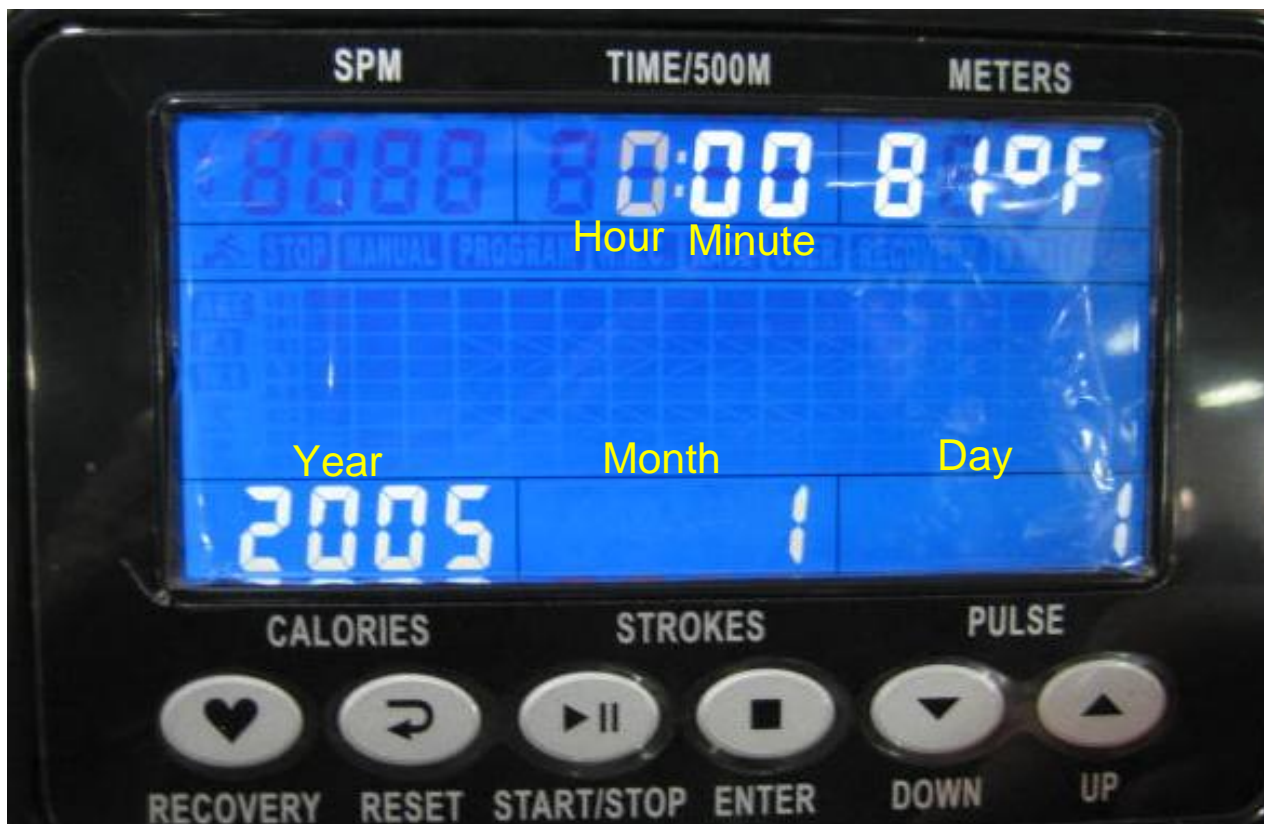 SPM TIME/500M METERS
0:00 81°F
Hour Minute
STOP MANUAL PROGRAM
Year Month Day
2005 1 1
CALORIES STROKES PULSE
RECOVERY RESET START/STOP ENTER DOWN UP